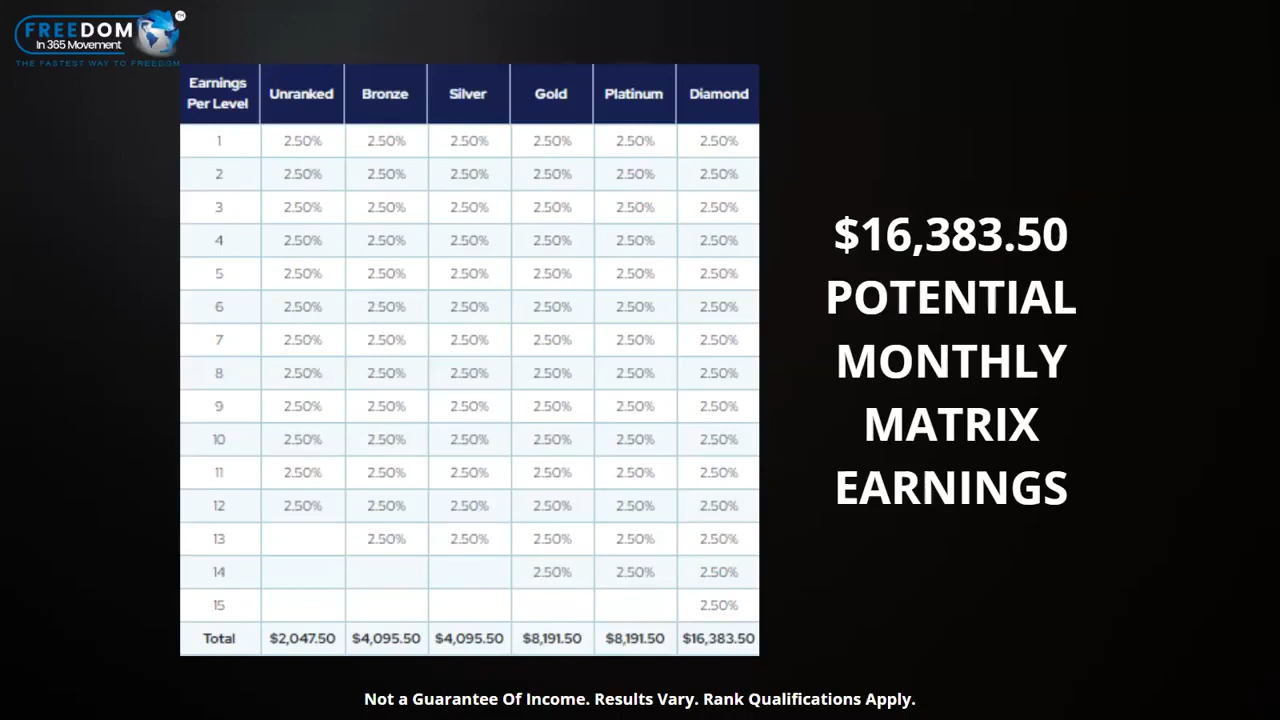 FREEDOM TM
In 365 Movement
THE FASTEST WAY TO FREEDOM
Earnings Per Level Unranked Bronze Silver Gold Platinum Diamond
1 2.50% 2.50% 2.50% 2.50% 2.50% 2.50%
2 2.50% 2.50% 2.50% 2.50% 2.50% 2.50%
3 2.50% 2.50% 2.50% 2.50% 2.50% 2.50%
4 2.50% 2.50% 2.50% 2.50% 2.50% 2.50%
5 2.50% 2.50% 2.50% 2.50% 2.50% 2.50%
6 2.50% 2.50% 2.50% 2.50% 2.50% 2.50%
7 2.50% 2.50% 2.50% 2.50% 2.50% 2.50%
8 2.50% 2.50% 2.50% 2.50% 2.50% 2.50%
9 2.50% 2.50% 2.50% 2.50% 2.50% 2.50%
10 2.50% 2.50% 2.50% 2.50% 2.50% 2.50%
11 2.50% 2.50% 2.50% 2.50% 2.50% 2.50%
12 2.50% 2.50% 2.50% 2.50% 2.50% 2.50%
13 2.50% 2.50% 2.50% 2.50% 2.50%
14 2.50% 2.50% 2.50%
15 2.50%
Total $2,047.50 $4,095.50 $4,095.50 $8,191.50 $8,191.50 $16,383.50
$16,383.50
POTENTIAL
MONTHLY
MATRIX
EARNINGS
Not a Guarantee Of Income. Results Vary. Rank Qualifications Apply.